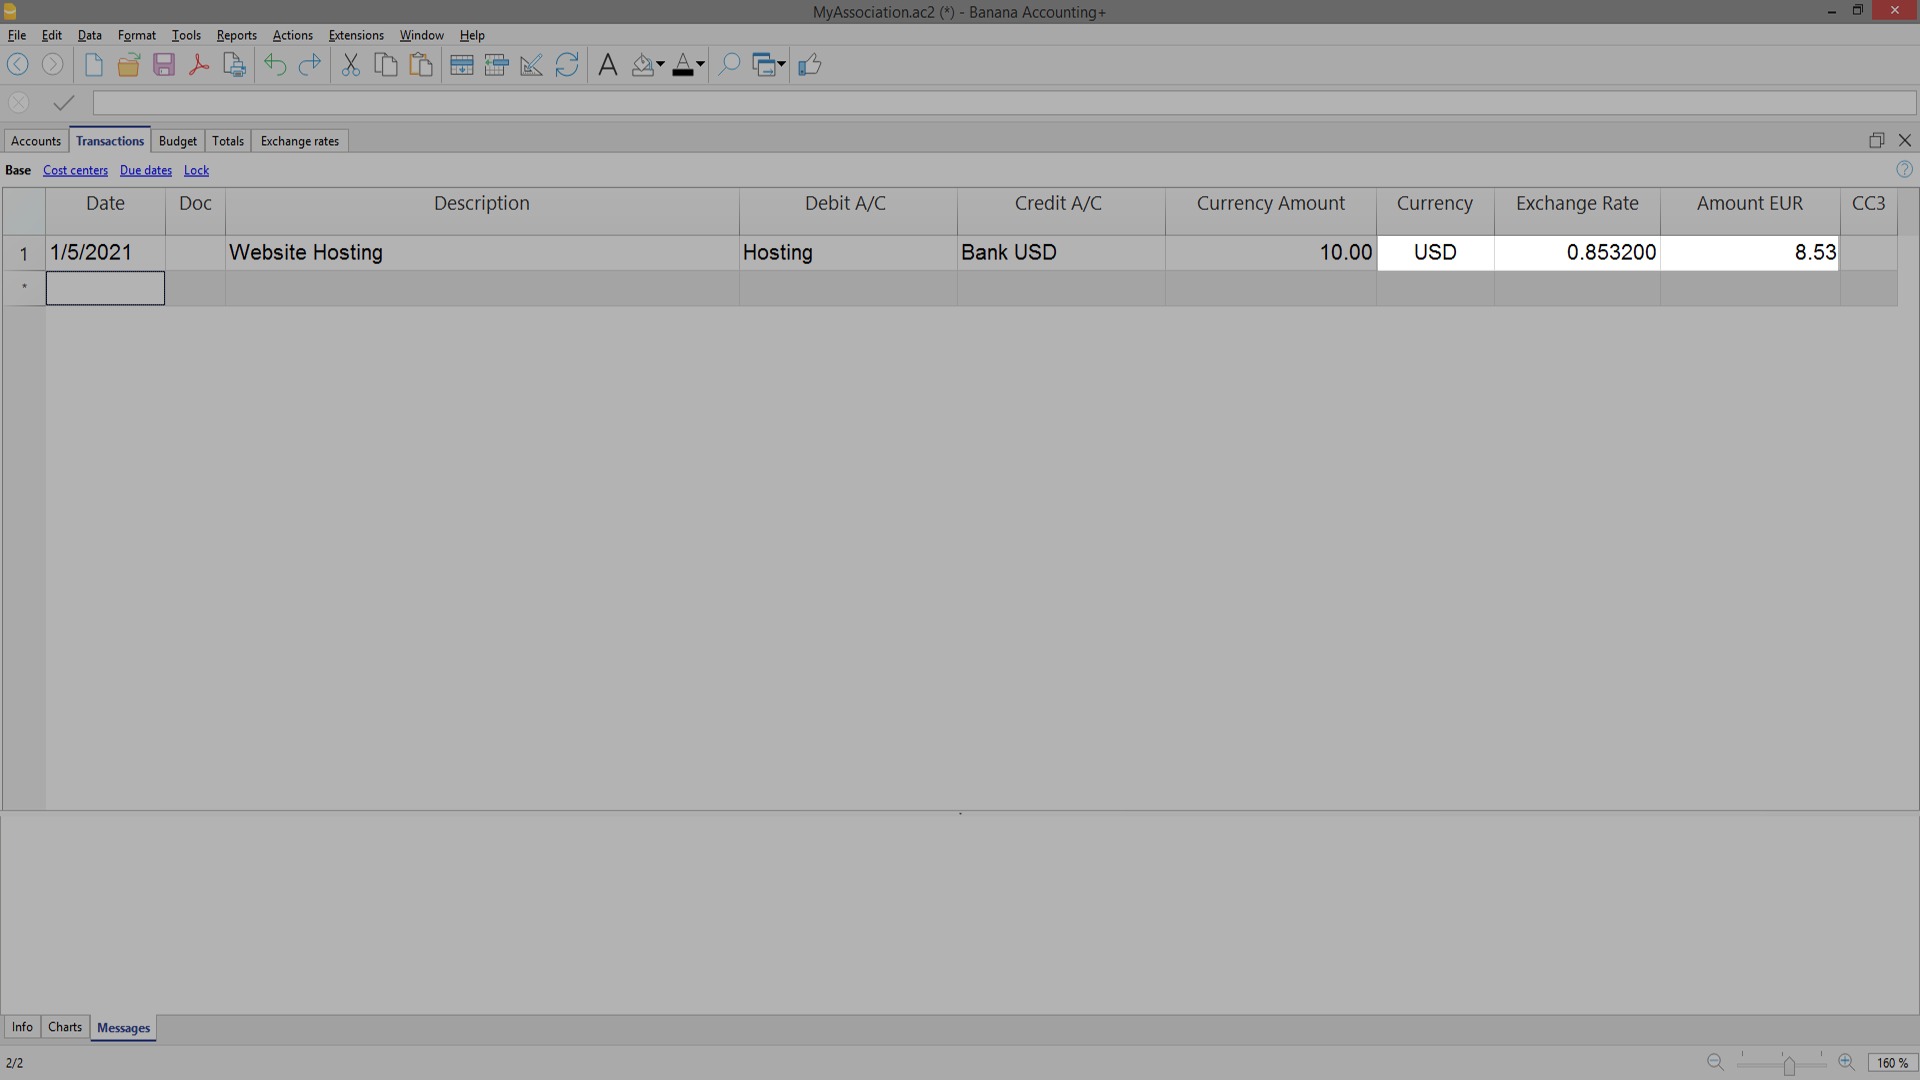 MyAssociation.ac2 (*) - Banana Accounting+
File Edit Data Format Tools Reports Actions Extensions Window Help
Accounts Transactions Budget Totals Exchange rates
Base Cost centers Due dates Lock
Date Doc Description Debit A/C Credit A/C Currency Amount Currency Exchange Rate Amount EUR CC3
1 1/5/2021 Website Hosting Hosting Bank USD 10.00 USD 0.853200 8.53
*
Info Charts Messages
2/2 160 %